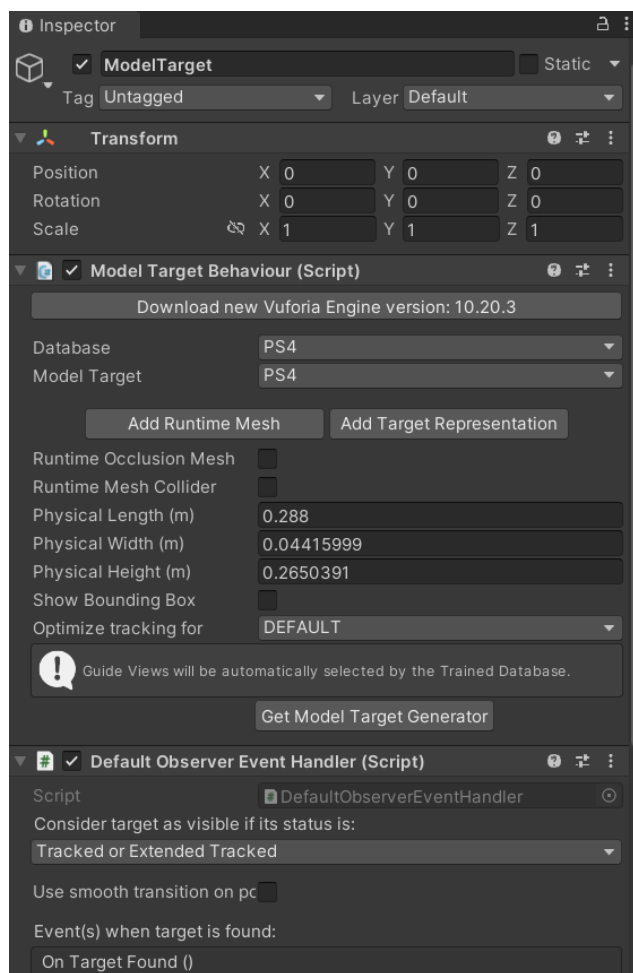 Inspector
ModelTarget Static
Tag Untagged Layer Default
Transform
Position X 0 Y 0 Z 0
Rotation X 0 Y 0 Z 0
Scale X 1 Y 1 Z 1
Model Target Behaviour (Script)
Download new Vuforia Engine version: 10.20.3
Database PS4
Model Target PS4
Add Runtime Mesh Add Target Representation
Runtime Occlusion Mesh
Runtime Mesh Collider
Physical Length (m) 0.288
Physical Width (m) 0.04415999
Physical Height (m) 0.2650391
Show Bounding Box
Optimize tracking for DEFAULT
Guide Views will be automatically selected by the Trained Database.
Get Model Target Generator
# Default Observer Event Handler (Script)
Script DefaultObserverEventHandler
Consider target as visible if its status is:
Tracked or Extended Tracked
Use smooth transition on po
Event(s) when target is found:
On Target Found ()